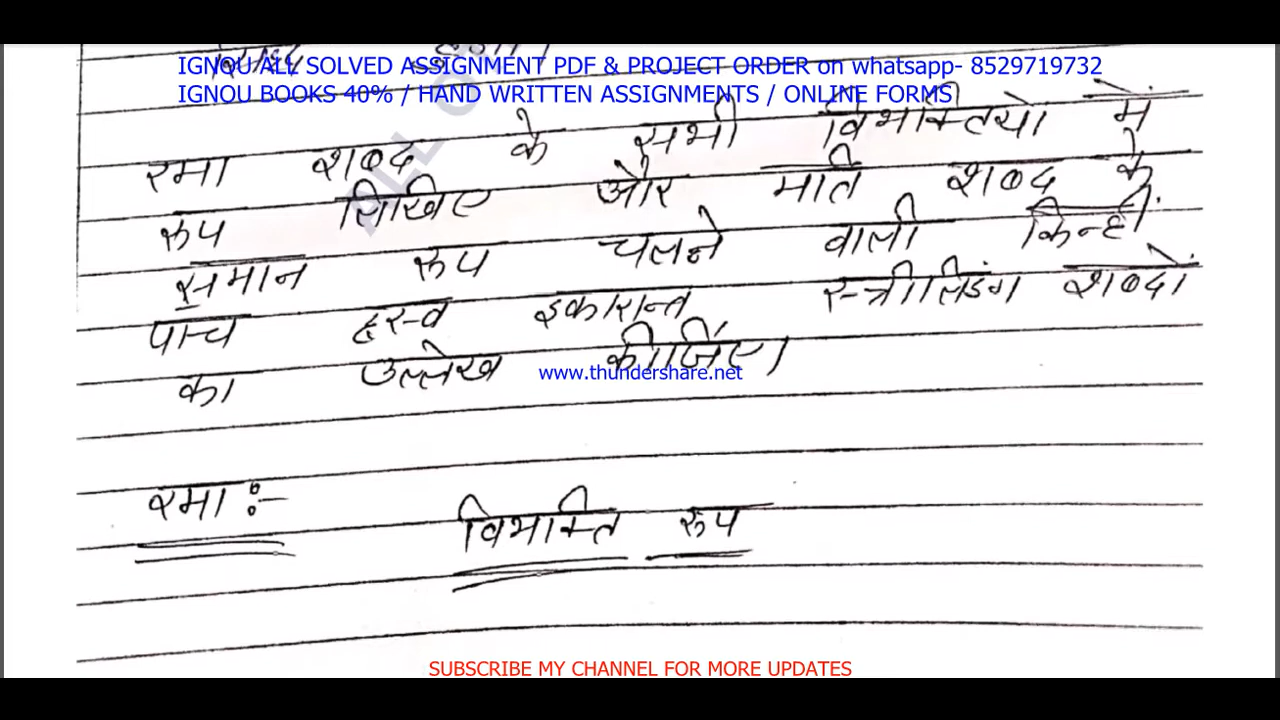 IGNOU ALL SOLVED ASSIGNMENT PDF & PROJECT ORDER on whatsapp- 8529719732
IGNOU BOOKS 40% / HAND WRITTEN ASSIGNMENTS / ONLINE FORMS
रमा शब्द के सभी विभक्तियों में
रूप लिखिए और मति शब्द के
समान रूप चलने वाली किन्हीं
पांच ह्रस्व इकारान्त स्त्रीलिंग शब्दों
का उल्लेख कीजिए।
www.thundershare.net
रमा :-
विभक्ति रूप
SUBSCRIBE MY CHANNEL FOR MORE UPDATES